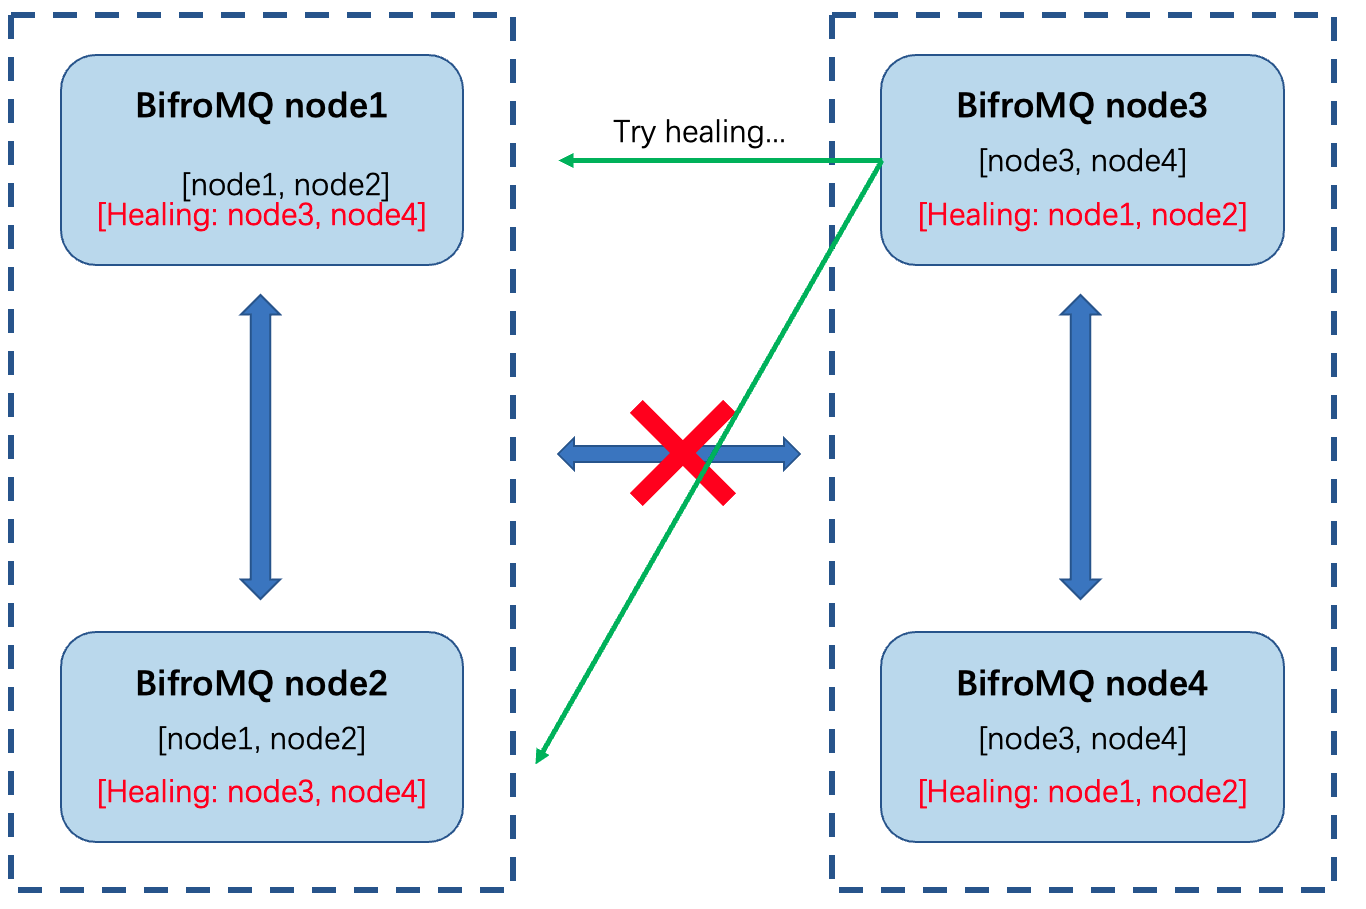 BifroMQ node1
[node1, node2]
[Healing: node3, node4]
Try healing...
BifroMQ node3
[node3, node4]
[Healing: node1, node2]
BifroMQ node2
[node1, node2]
[Healing: node3, node4]
BifroMQ node4
[node3, node4]
[Healing: node1, node2]